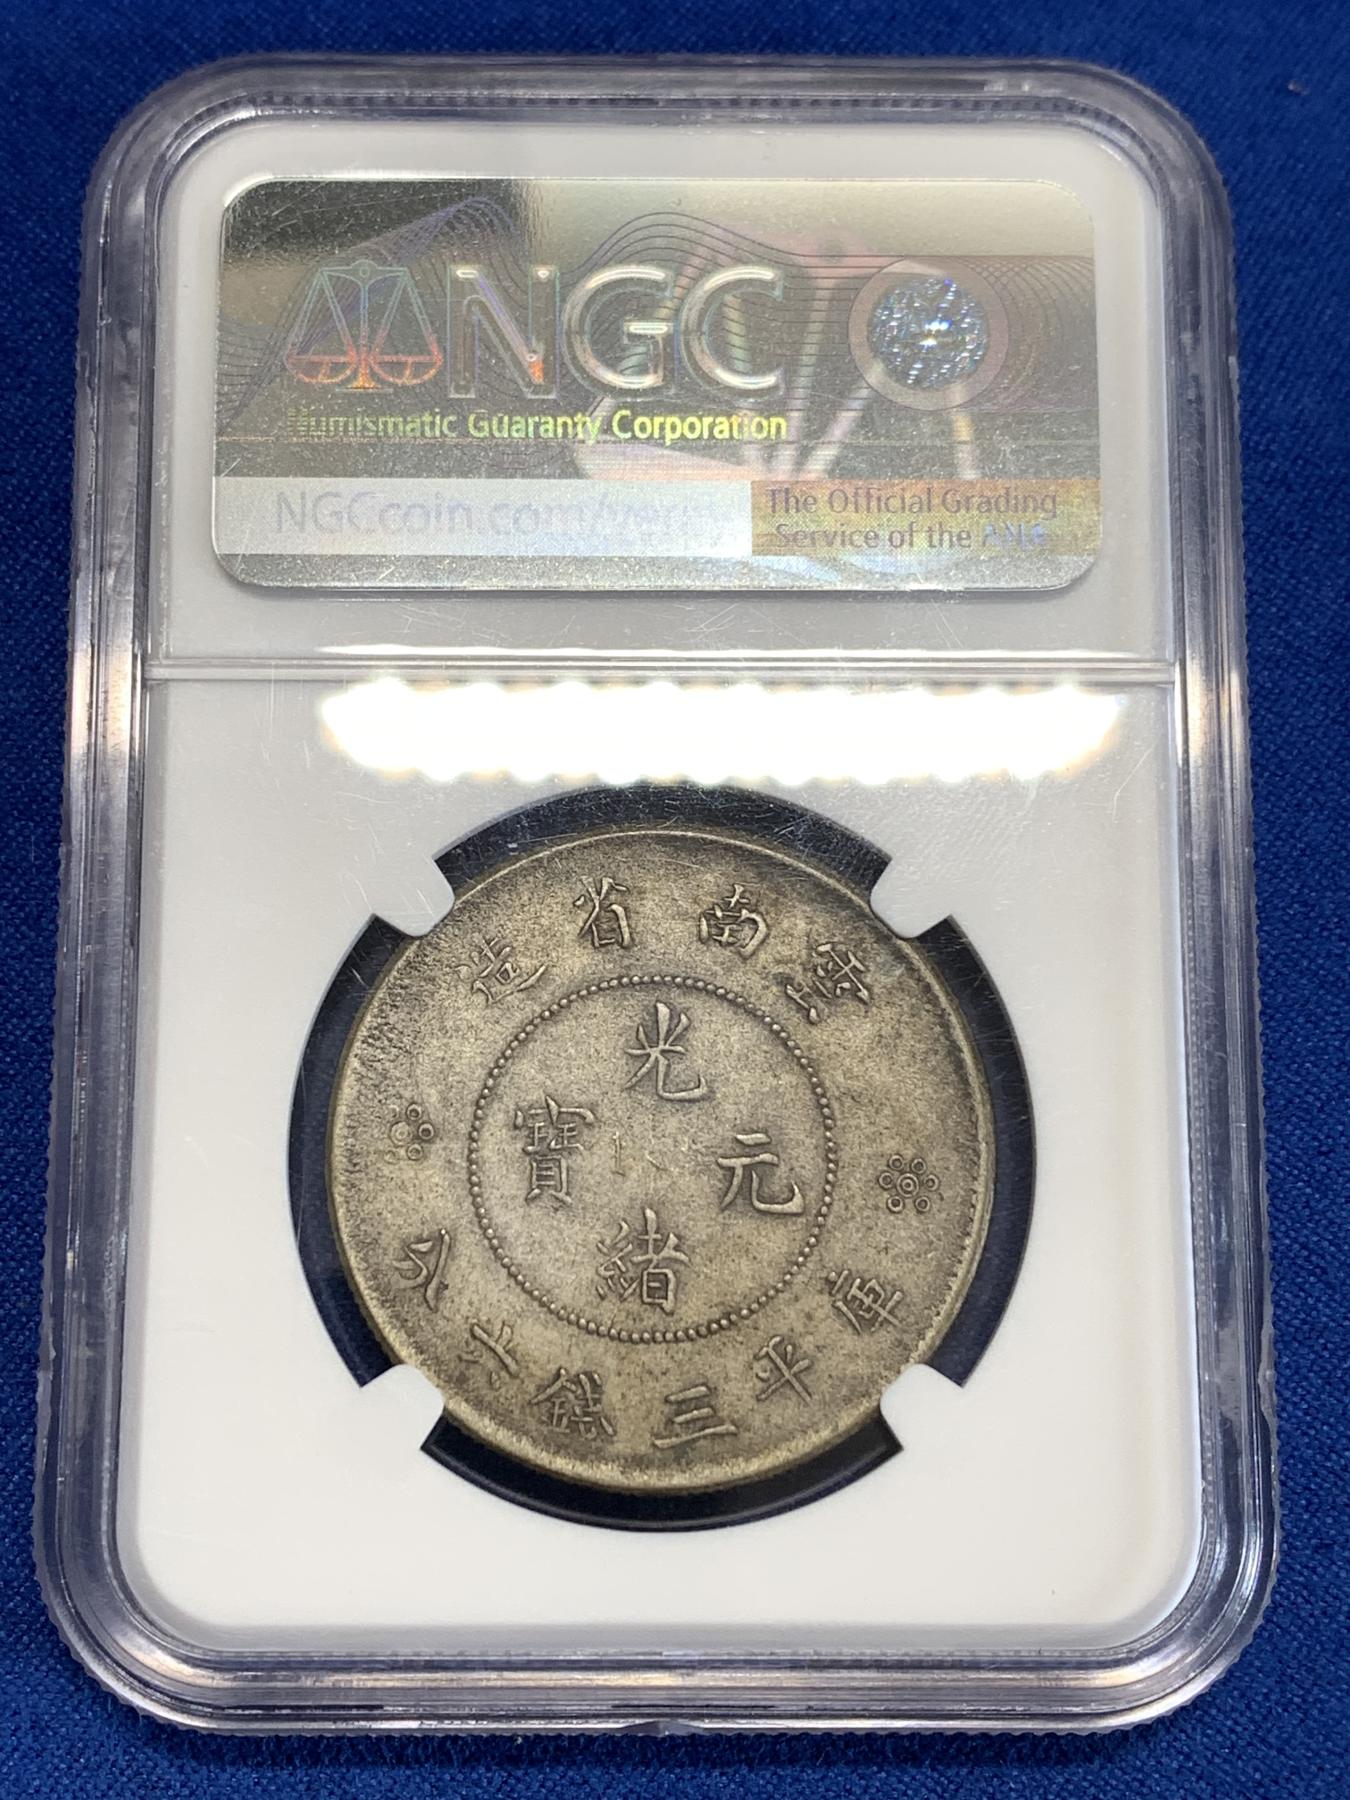 NGC
Numismatic Guaranty Corporation
NGCcoin.com/verify
The Official Grading
Service of the ANA
造省南雲
光
寶元
緒
庫平三錢六分